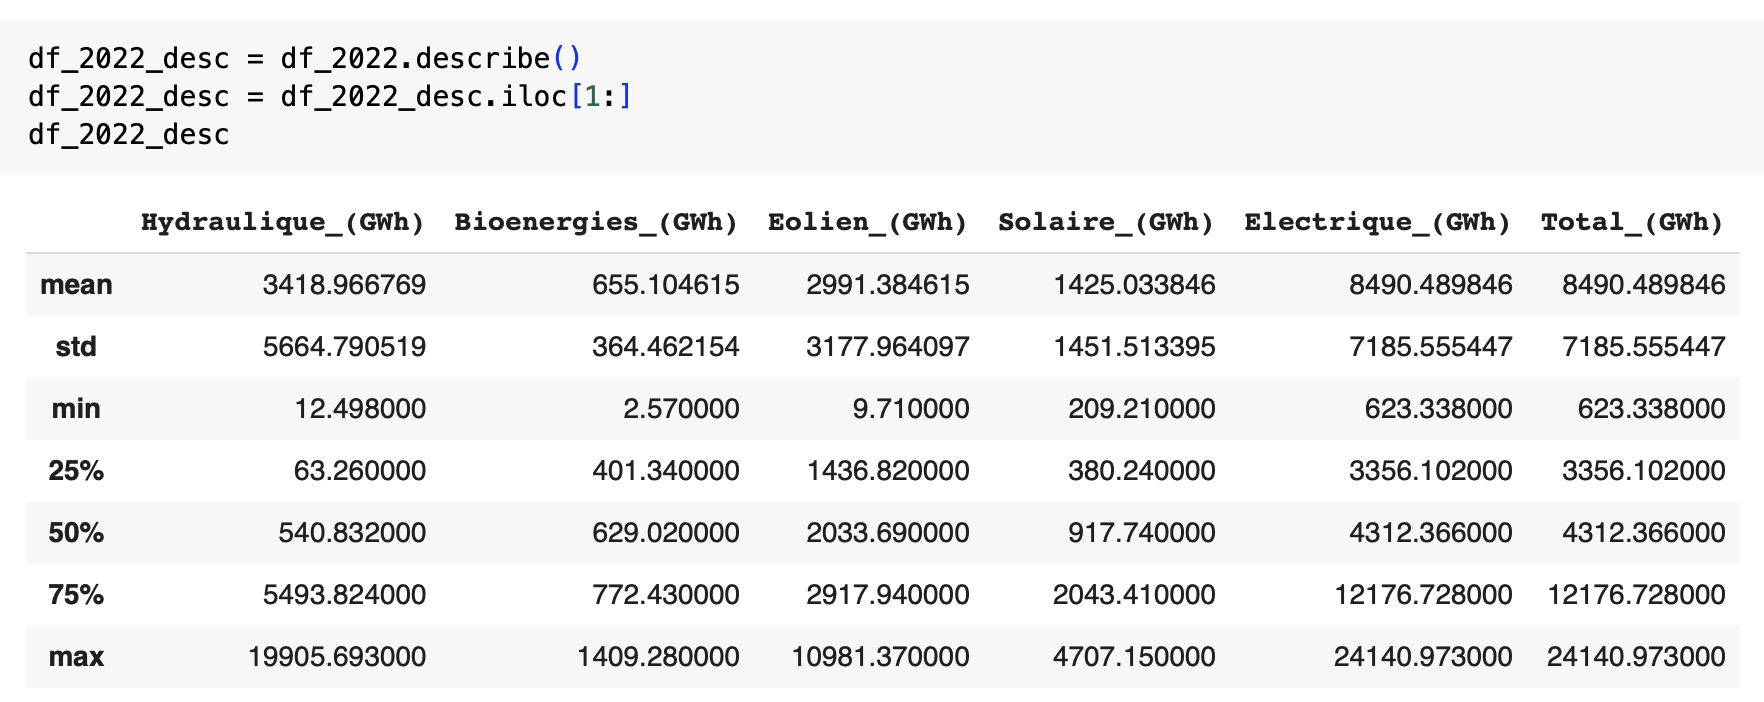 df_2022_desc = df_2022.describe()
df_2022_desc = df_2022_desc.iloc[1:]
df_2022_desc
Hydraulique_(GWh) Bioenergies_(GWh) Eolien_(GWh) Solaire_(GWh) Electrique_(GWh) Total_(GWh)
mean 3418.966769 655.104615 2991.384615 1425.033846 8490.489846 8490.489846
std 5664.790519 364.462154 3177.964097 1451.513395 7185.555447 7185.555447
min 12.498000 2.570000 9.710000 209.210000 623.338000 623.338000
25% 63.260000 401.340000 1436.820000 380.240000 3356.102000 3356.102000
50% 540.832000 629.020000 2033.690000 917.740000 4312.366000 4312.366000
75% 5493.824000 772.430000 2917.940000 2043.410000 12176.728000 12176.728000
max 19905.693000 1409.280000 10981.370000 4707.150000 24140.973000 24140.973000